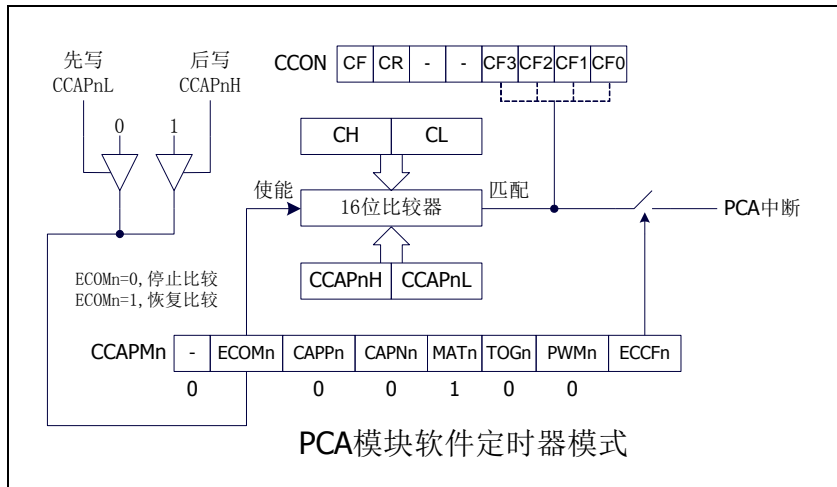 先写
CCAPnL
后写
CCAPnH
0
1
CCON CF CR - - CF3 CF2 CF1 CF0
CH CL
使能
16位比较器
匹配
PCA中断
CCAPnH CCAPnL
ECOMn=0,停止比较
ECOMn=1,恢复比较
CCAPMn - ECOMn CAPPn CAPNn MATn TOGn PWMn ECCFn
0 0 0 1 0 0
PCA模块软件定时器模式